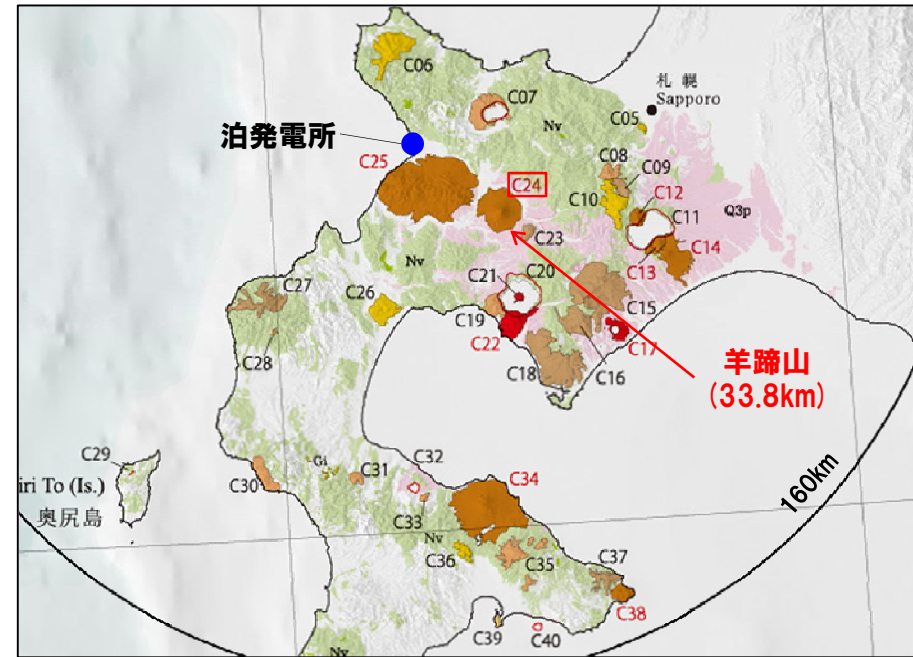 C06
C07
札幌
Sapporo
Nv
C05
泊発電所
C25
C08
C09
C24
C12
C10
C11
Q3p
C23
C14
C13
Nv
C21
C20
C27
C26
C15
C19
C22
C17
C28
C18
C16
羊蹄山
(33.8km)
C29
C32
C34
Gi
C31
iri To (Is.)
C30
奥尻島
C33
160km
Nv
C36
C35
C37
C38
C39
C40
Nv